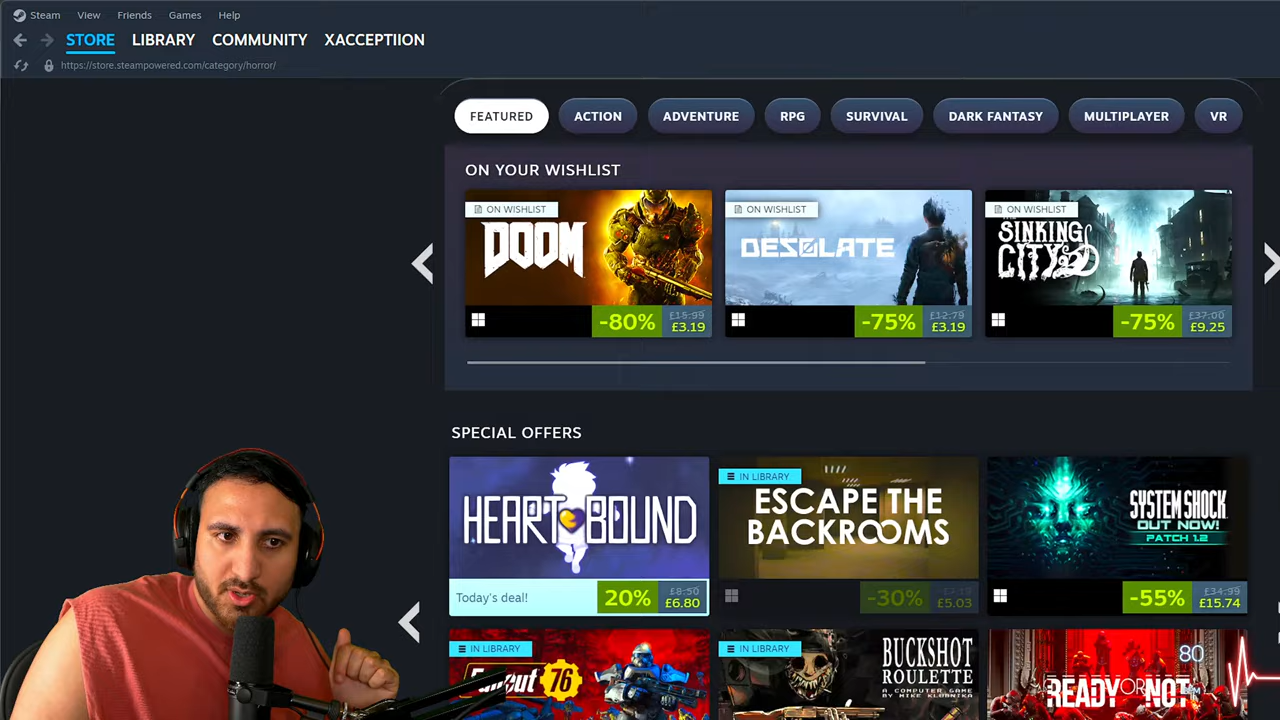 Steam View Friends Games Help
STORE LIBRARY COMMUNITY XACCEPTIION
https://store.steampowered.com/category/horror/
FEATURED ACTION ADVENTURE RPG SURVIVAL DARK FANTASY MULTIPLAYER VR
ON YOUR WISHLIST
ON WISHLIST
DOOM
-80% £15.99 £3.19
ON WISHLIST
DESOLATE
-75% £12.79 £3.19
ON WISHLIST
SINKING
CITY
-75% £37.00 £9.25
SPECIAL OFFERS
HEARTBOUND
Today's deal! 20% £8.50 £6.80
IN LIBRARY
ESCAPE THE
BACKROOMS
-30% £7.19 £5.03
SYSTEM SHOCK
OUT NOW!
PATCH 1.2
-55% £34.99 £15.74
IN LIBRARY
Fallout 76
IN LIBRARY
BUCKSHOT
ROULETTE
A COMPUTER GAME
BY MIKE KLUBNIKA
READY OR NOT
80